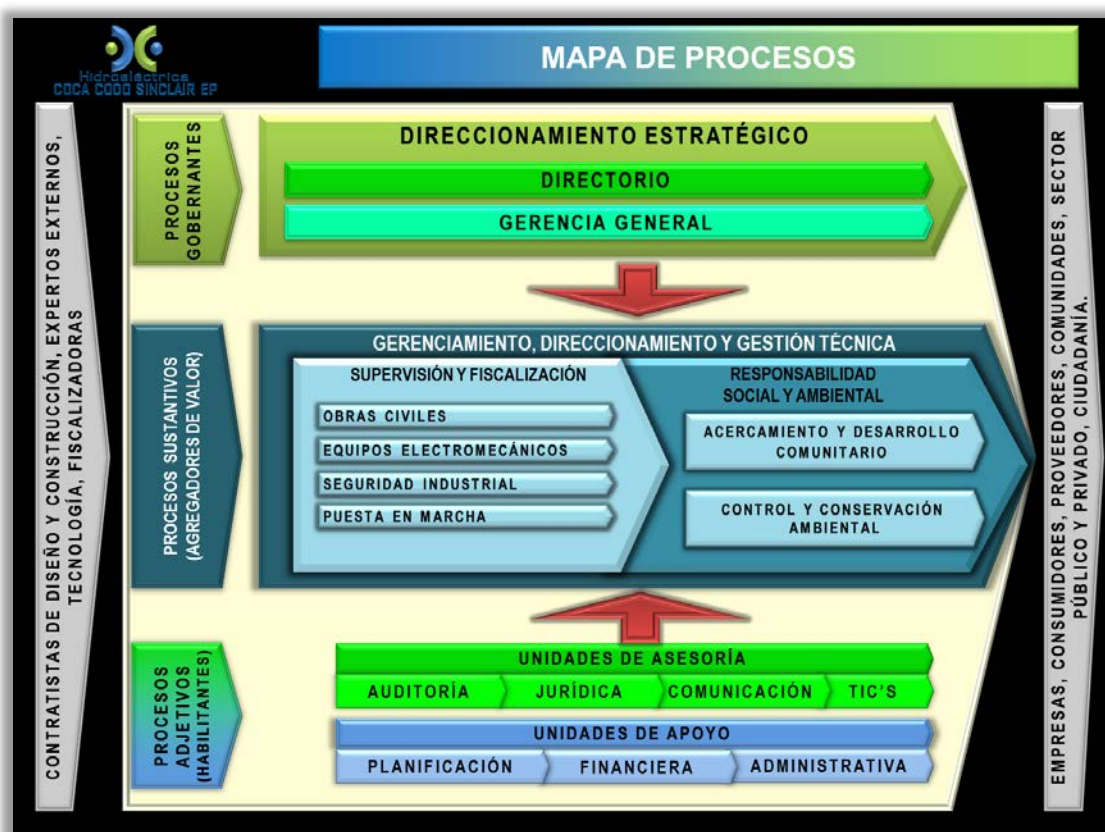 Hidroeléctrica
COCA CODO SINCLAIR EP
MAPA DE PROCESOS
CONTRATISTAS DE DISEÑO Y CONSTRUCCIÓN, EXPERTOS EXTERNOS,
TECNOLOGÍA, FISCALIZADORAS
PROCESOS
GOBERNANTES
DIRECCIONAMIENTO ESTRATÉGICO
DIRECTORIO
GERENCIA GENERAL
PROCESOS SUSTANTIVOS
(AGREGADORES DE VALOR)
GERENCIAMIENTO, DIRECCIONAMIENTO Y GESTIÓN TÉCNICA
SUPERVISIÓN Y FISCALIZACIÓN
OBRAS CIVILES
EQUIPOS ELECTROMECÁNICOS
SEGURIDAD INDUSTRIAL
PUESTA EN MARCHA
RESPONSABILIDAD
SOCIAL Y AMBIENTAL
ACERCAMIENTO Y DESARROLLO
COMUNITARIO
CONTROL Y CONSERVACIÓN
AMBIENTAL
PROCESOS
ADJETIVOS
(HABILITANTES)
UNIDADES DE ASESORÍA
AUDITORÍA JURÍDICA COMUNICACIÓN TIC'S
UNIDADES DE APOYO
PLANIFICACIÓN FINANCIERA ADMINISTRATIVA
EMPRESAS, CONSUMIDORES, PROVEEDORES, COMUNIDADES, SECTOR
PÚBLICO Y PRIVADO, CIUDADANÍA.